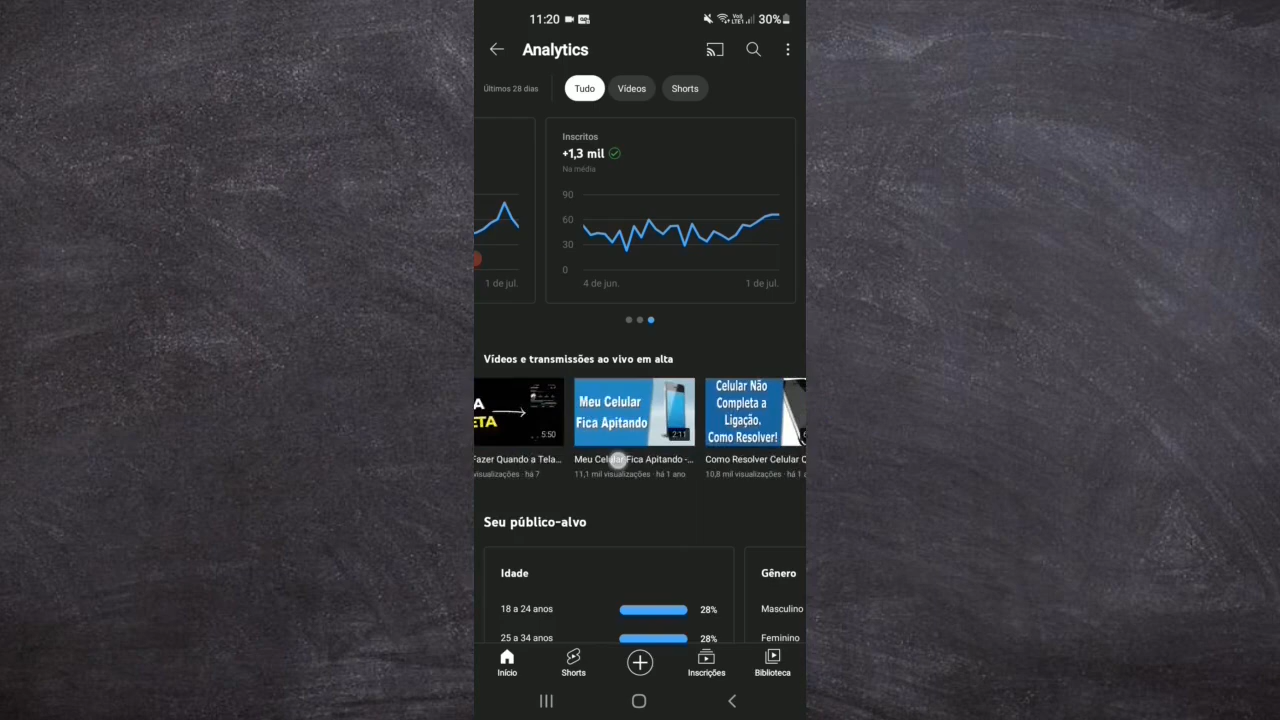 11:20 30%
Analytics
Últimos 28 dias Tudo Vídeos Shorts
Inscritos
+1,3 mil
Na média
90
60
30
0
1 de jul. 4 de jun. 1 de jul.
Vídeos e transmissões ao vivo em alta
A
ETA
5:50
Meu Celular
Fica Apitando
2:11
Celular Não
Completa a
Ligação.
Como Resolver!
Fazer Quando a Tela... Meu Celular Fica Apitando -... Como Resolver Celular
visualizações · há 7 11,1 mil visualizações · há 1 ano 10,8 mil visualizações · há 1
Seu público-alvo
Idade Gênero
18 a 24 anos 28% Masculino
25 a 34 anos 28% Feminino
Início Shorts Inscrições Biblioteca